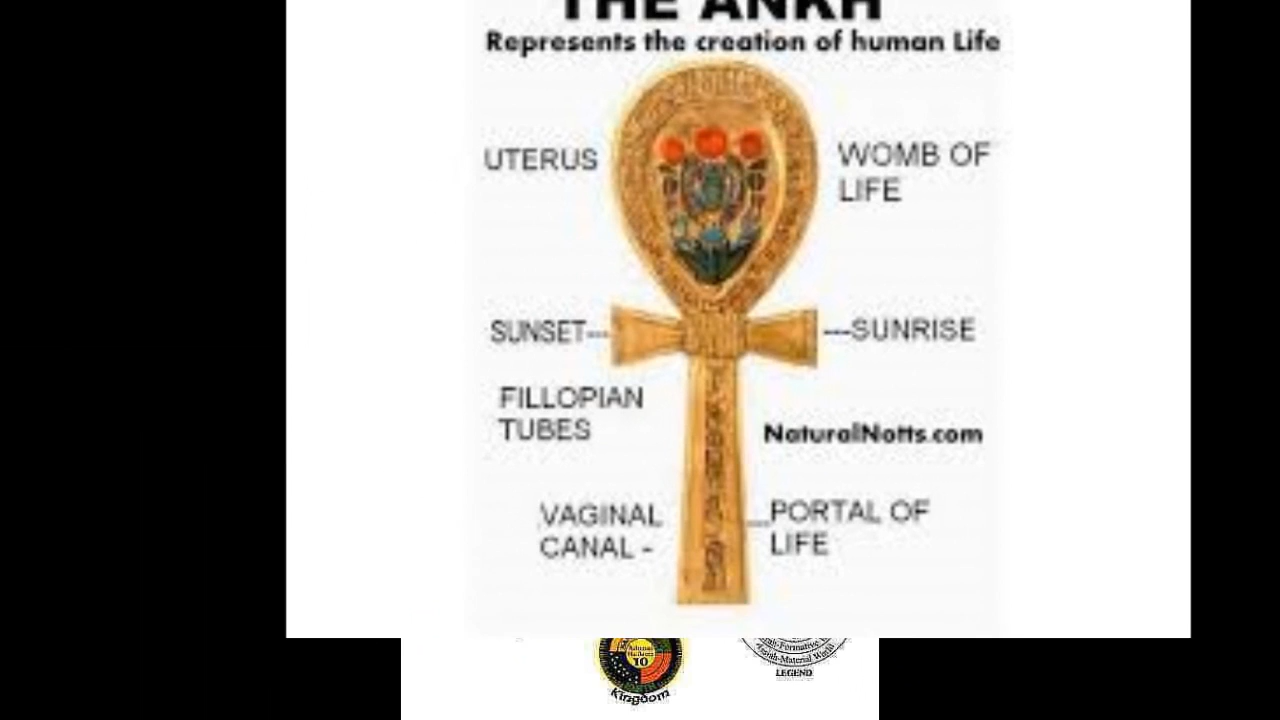 THE ANKH
Represents the creation of human Life
UTERUS
WOMB OF
LIFE
SUNSET---
---SUNRISE
FILLOPIAN
TUBES
NaturalNotts.com
VAGINAL
CANAL -
PORTAL OF
LIFE
10
Kingdom
LEGEND